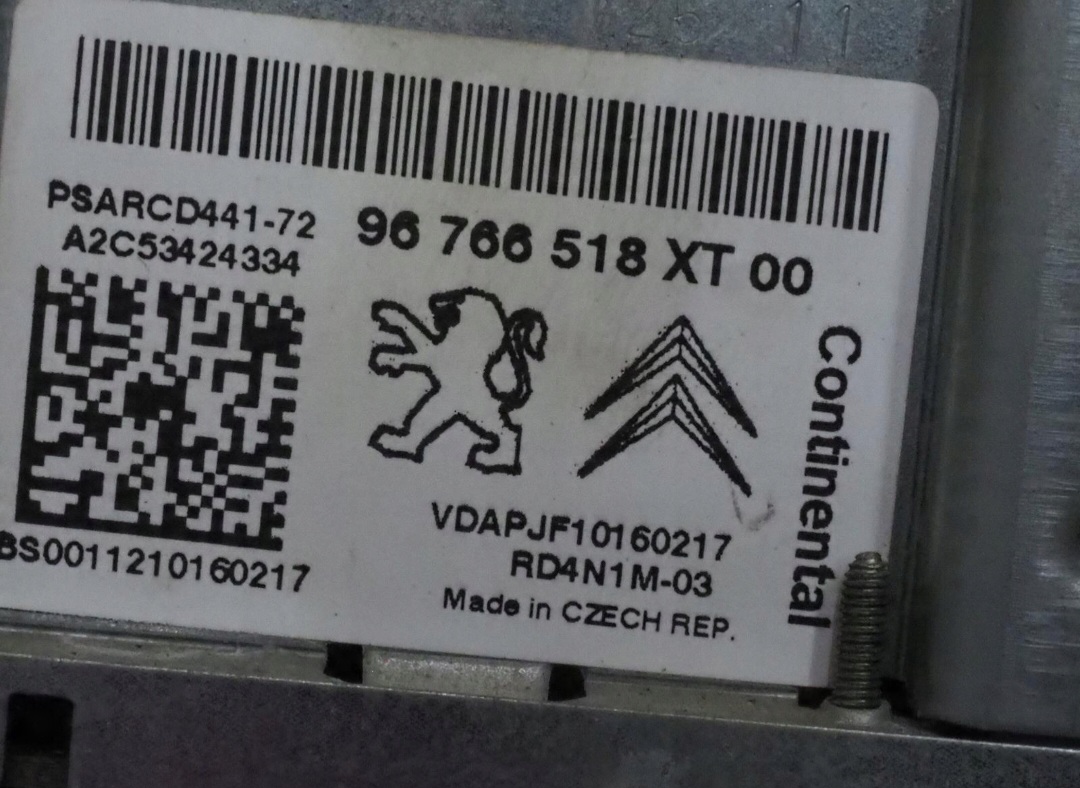 PSARCD441-72
A2C53424334
96 766 518 XT 00
Continental
BS0011210160217
VDAPJF10160217
RD4N1M-03
Made in CZECH REP.